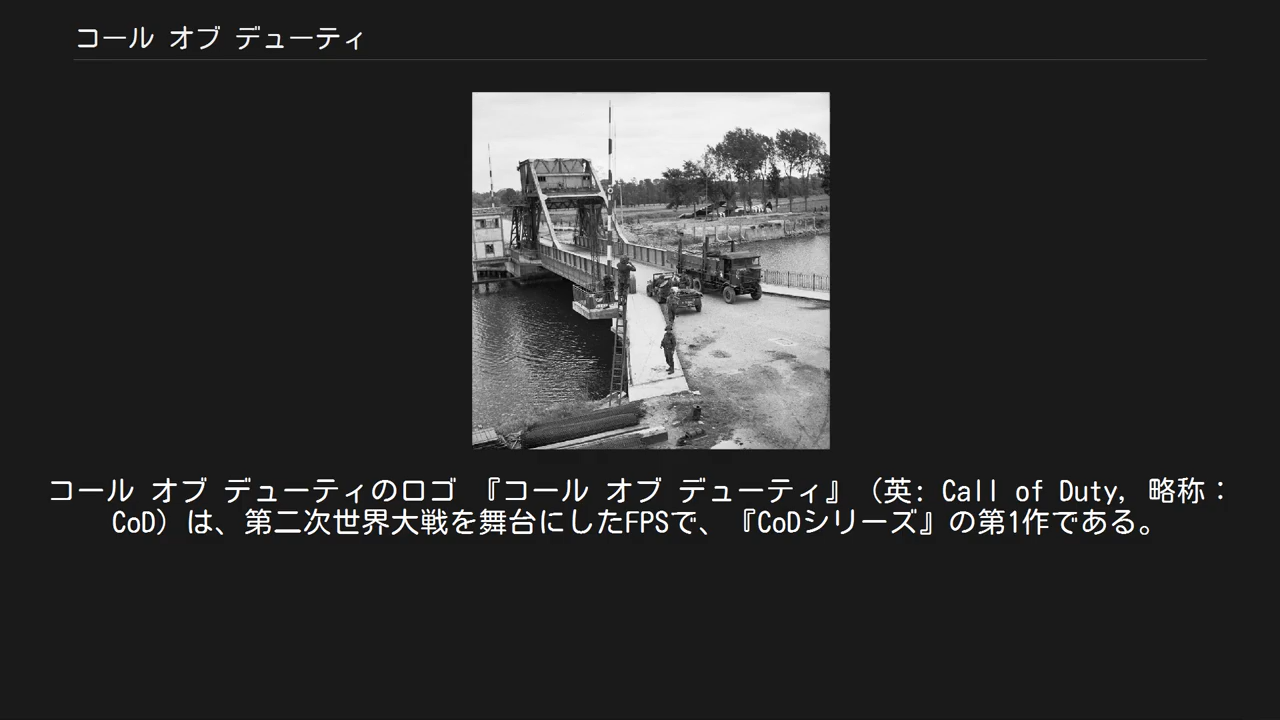 コール オブ デューティ
コール オブ デューティのロゴ 『コール オブ デューティ』（英: Call of Duty, 略称：
CoD）は、第二次世界大戦を舞台にしたFPSで、『CoDシリーズ』の第1作である。